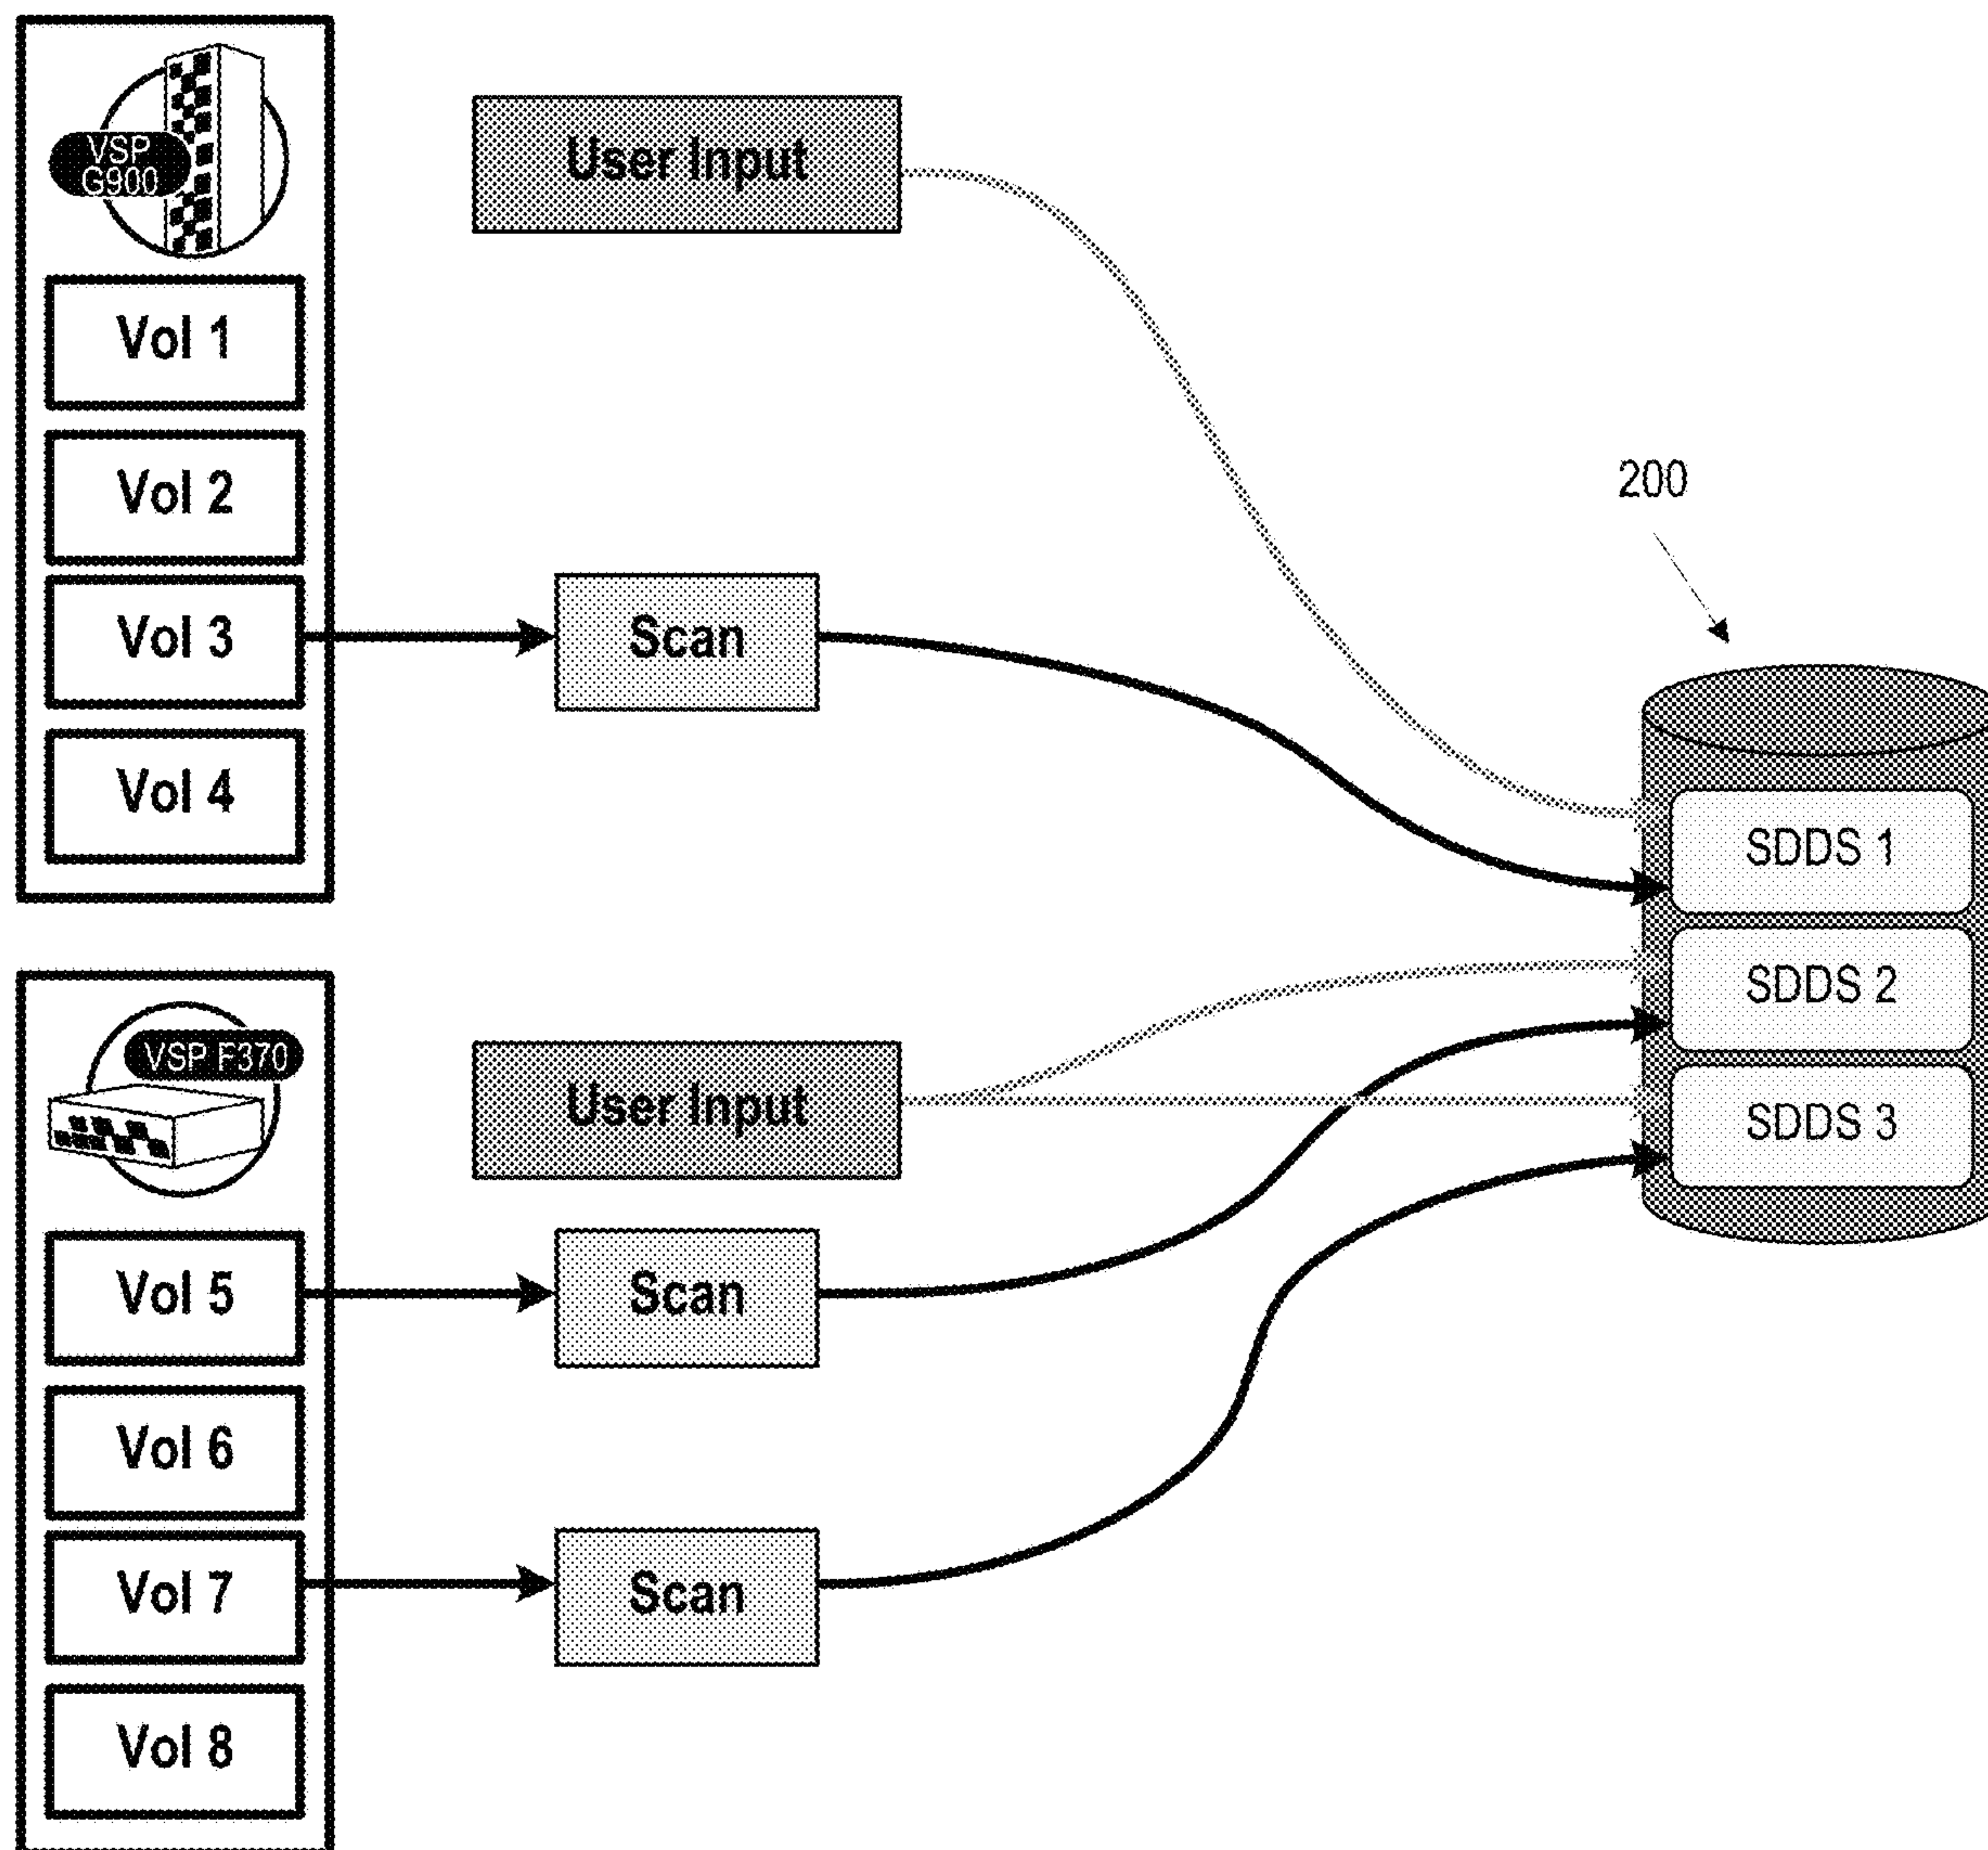 VSP
G900
Vol 1
Vol 2
Vol 3
Vol 4
User Input
Scan
200
SDDS 1
SDDS 2
SDDS 3
VSP F370
User Input
Vol 5
Scan
Vol 6
Vol 7
Scan
Vol 8